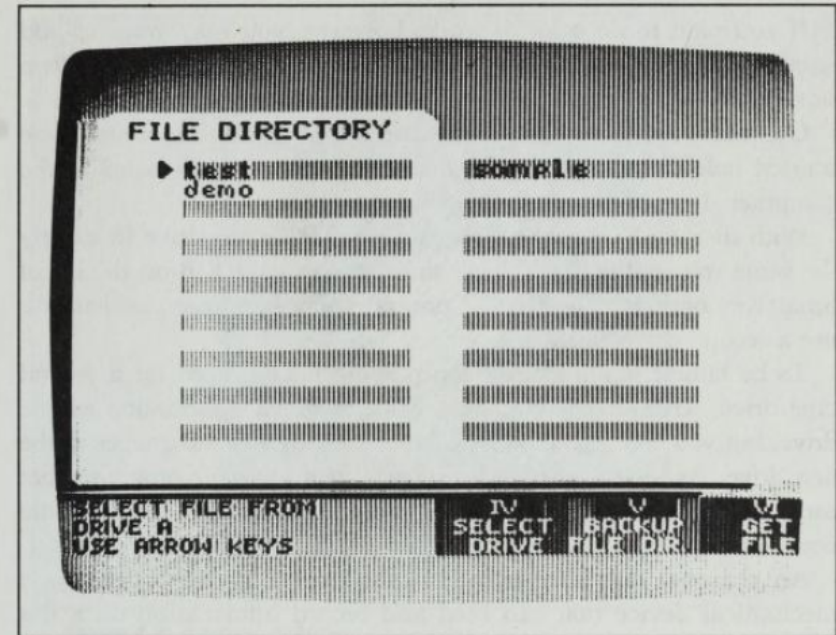 FILE DIRECTORY
test sample
demo
SELECT FILE FROM
DRIVE A
USE ARROW KEYS
IV
SELECT
DRIVE
V
BACKUP
FILE DIR.
VI
GET
FILE